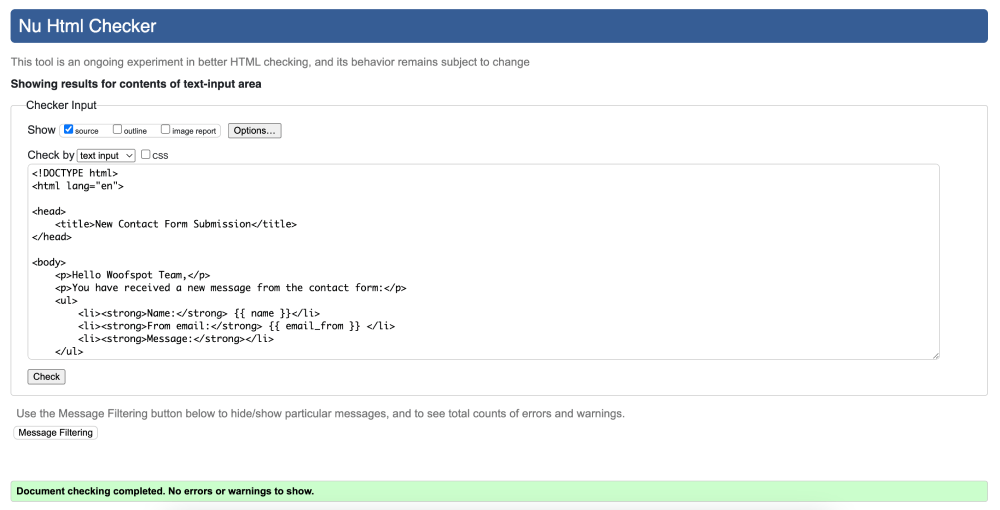 Nu Html Checker
This tool is an ongoing experiment in better HTML checking, and its behavior remains subject to change
Showing results for contents of text-input area
Checker Input
Show source outline image report Options...
Check by text input css
<!DOCTYPE html>
<html lang="en">
<head>
    <title>New Contact Form Submission</title>
</head>
<body>
    <p>Hello Woofspot Team,</p>
    <p>You have received a new message from the contact form:</p>
    <ul>
        <li><strong>Name:</strong> {{ name }}</li>
        <li><strong>From email:</strong> {{ email_from }} </li>
        <li><strong>Message:</strong></li>
    </ul>
Check
Use the Message Filtering button below to hide/show particular messages, and to see total counts of errors and warnings.
Message Filtering
Document checking completed. No errors or warnings to show.